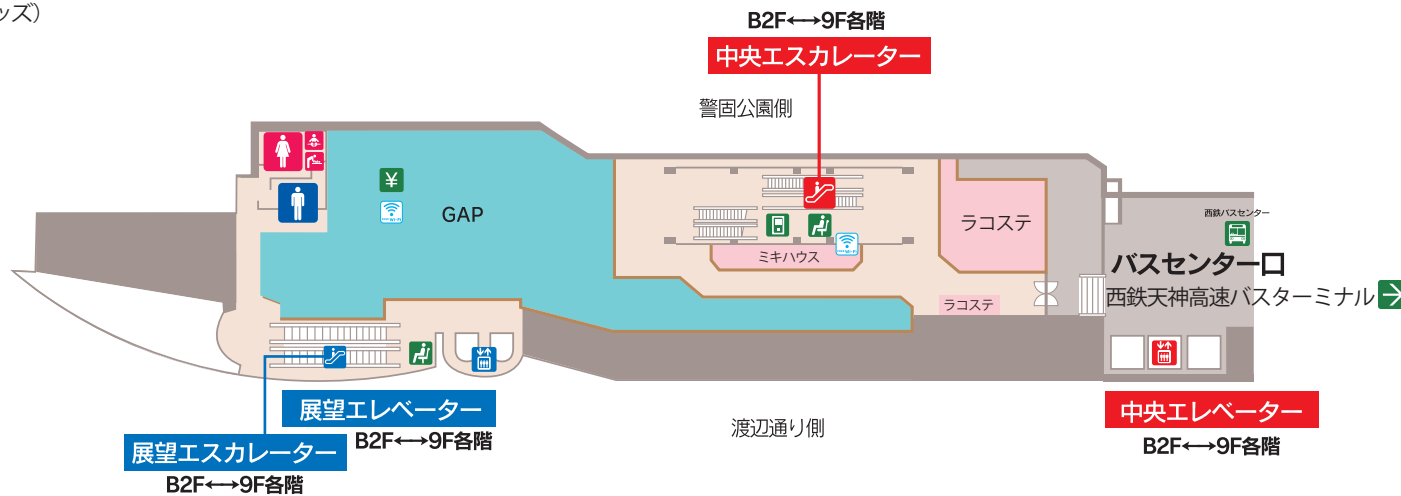 ッズ）
B2F←→9F各階
中央エスカレーター
警固公園側
¥
Wi-Fi
GAP
西鉄バスセンター
ラコステ
Wi-Fi
ミキハウス
バスセンター口
西鉄天神高速バスターミナル
ラコステ
展望エレベーター
B2F←→9F各階
展望エスカレーター
B2F←→9F各階
渡辺通り側
中央エレベーター
B2F←→9F各階